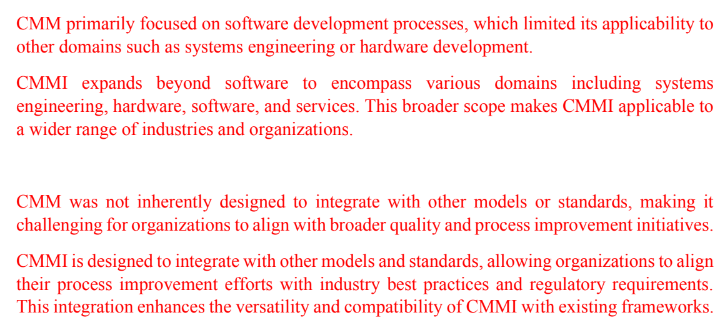 CMM primarily focused on software development processes, which limited its applicability to
other domains such as systems engineering or hardware development.
CMMI expands beyond software to encompass various domains including systems
engineering, hardware, software, and services. This broader scope makes CMMI applicable to
a wider range of industries and organizations.
CMM was not inherently designed to integrate with other models or standards, making it
challenging for organizations to align with broader quality and process improvement initiatives.
CMMI is designed to integrate with other models and standards, allowing organizations to align
their process improvement efforts with industry best practices and regulatory requirements.
This integration enhances the versatility and compatibility of CMMI with existing frameworks.